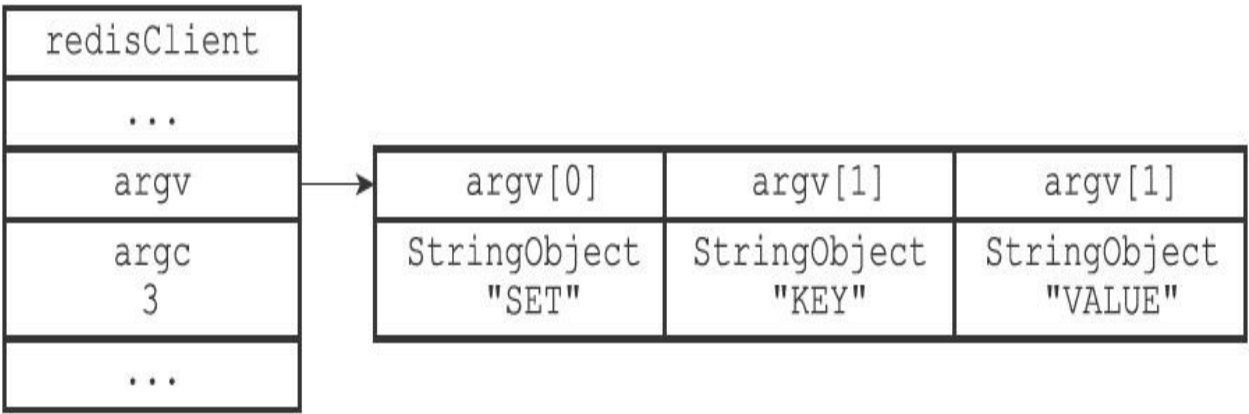 redisClient
...
argv
argc
3
...
argv[0] argv[1] argv[1]
StringObject StringObject StringObject
"SET" "KEY" "VALUE"